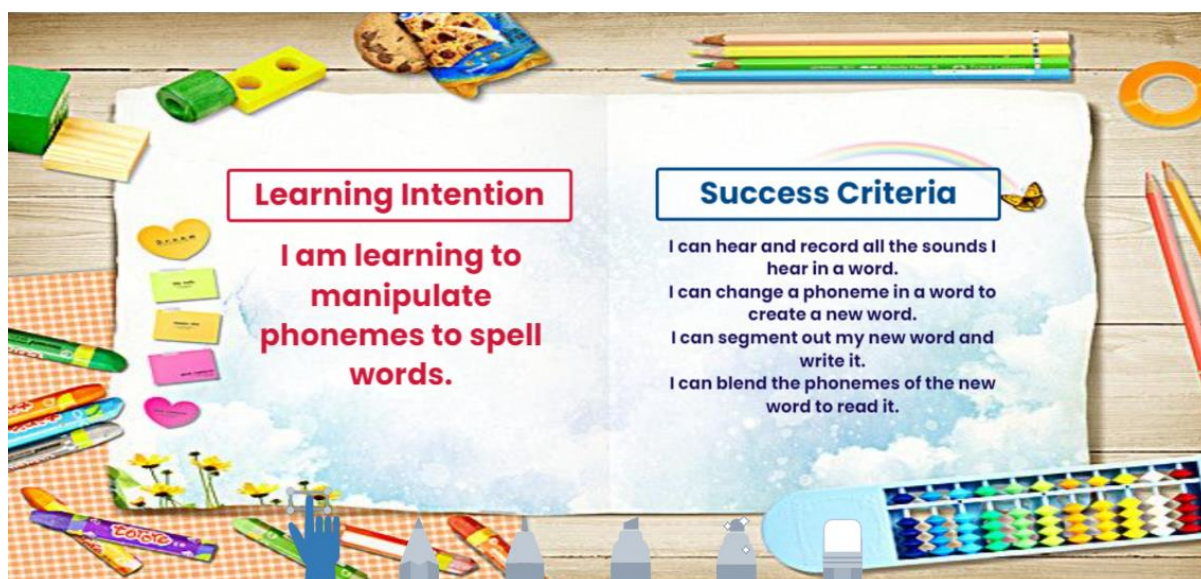 Learning Intention
I am learning to
manipulate
phonemes to spell
words.
Success Criteria
I can hear and record all the sounds I
hear in a word.
I can change a phoneme in a word to
create a new word.
I can segment out my new word and
write it.
I can blend the phonemes of the new
word to read it.
Dream